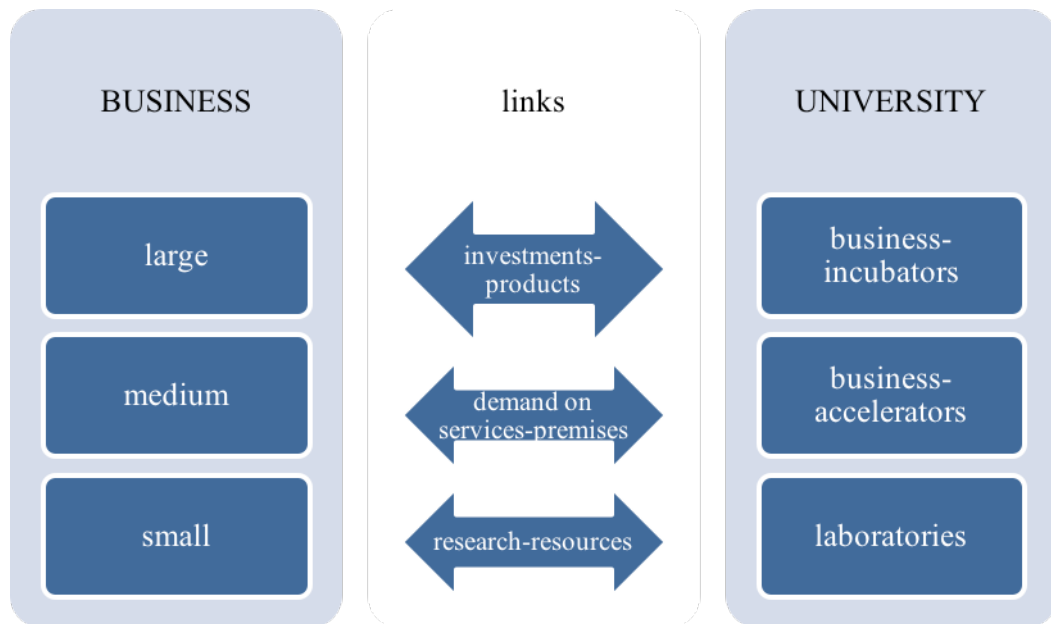 BUSINESS
large
medium
small
links
investments-
products
demand on
services-premises
research-resources
UNIVERSITY
business-
incubators
business-
accelerators
laboratories